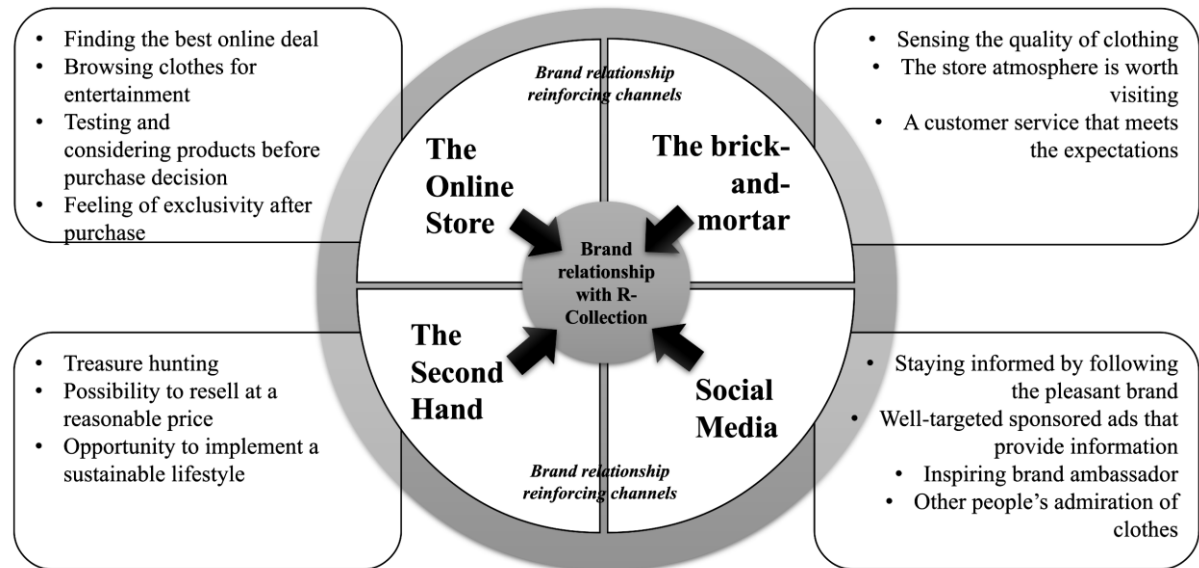 • Finding the best online deal
• Browsing clothes for
entertainment
• Testing and
considering products before
purchase decision
• Feeling of exclusivity after
purchase
Brand relationship
reinforcing channels
The
Online
Store
The brick-
and-
mortar
• Sensing the quality of clothing
• The store atmosphere is worth
visiting
• A customer service that meets
the expectations
Brand
relationship
with R-
Collection
• Treasure hunting
• Possibility to resell at a
reasonable price
• Opportunity to implement a
sustainable lifestyle
The
Second
Hand
Social
Media
Brand relationship
reinforcing channels
• Staying informed by following
the pleasant brand
• Well-targeted sponsored ads that
provide information
• Inspiring brand ambassador
• Other people’s admiration of
clothes